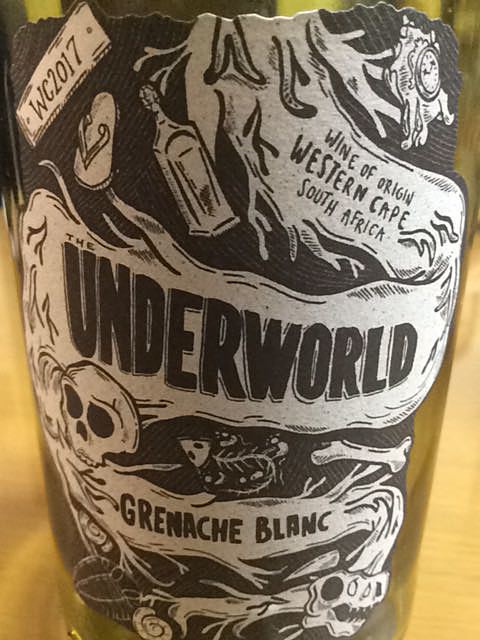 WC2017
WINE OF ORIGIN
WESTERN CAPE
SOUTH AFRICA
THE
UNDERWORLD
GRENACHE BLANC